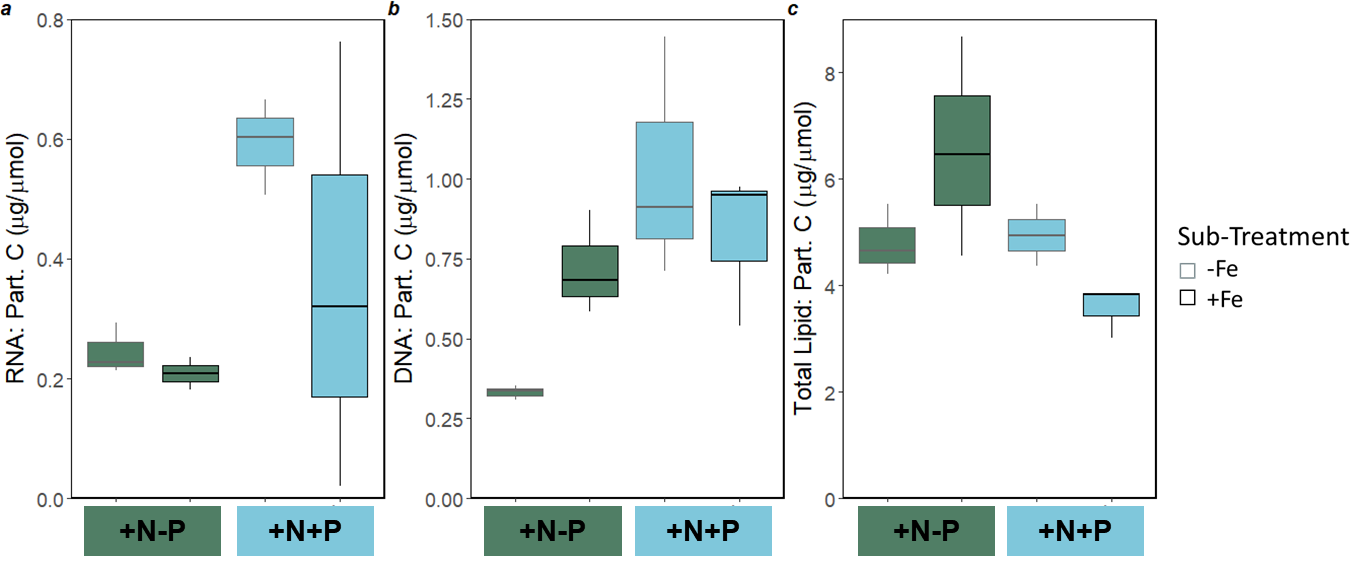 a
RNA: Part. C (µg/µmol)
0.8
0.6
0.4
0.2
0.0
+N-P
+N+P
b
DNA: Part. C (µg/µmol)
1.50
1.25
1.00
0.75
0.50
0.25
0.00
+N-P
+N+P
c
Total Lipid: Part. C (µg/µmol)
8
6
4
2
0
+N-P
+N+P
Sub-Treatment
-Fe
+Fe